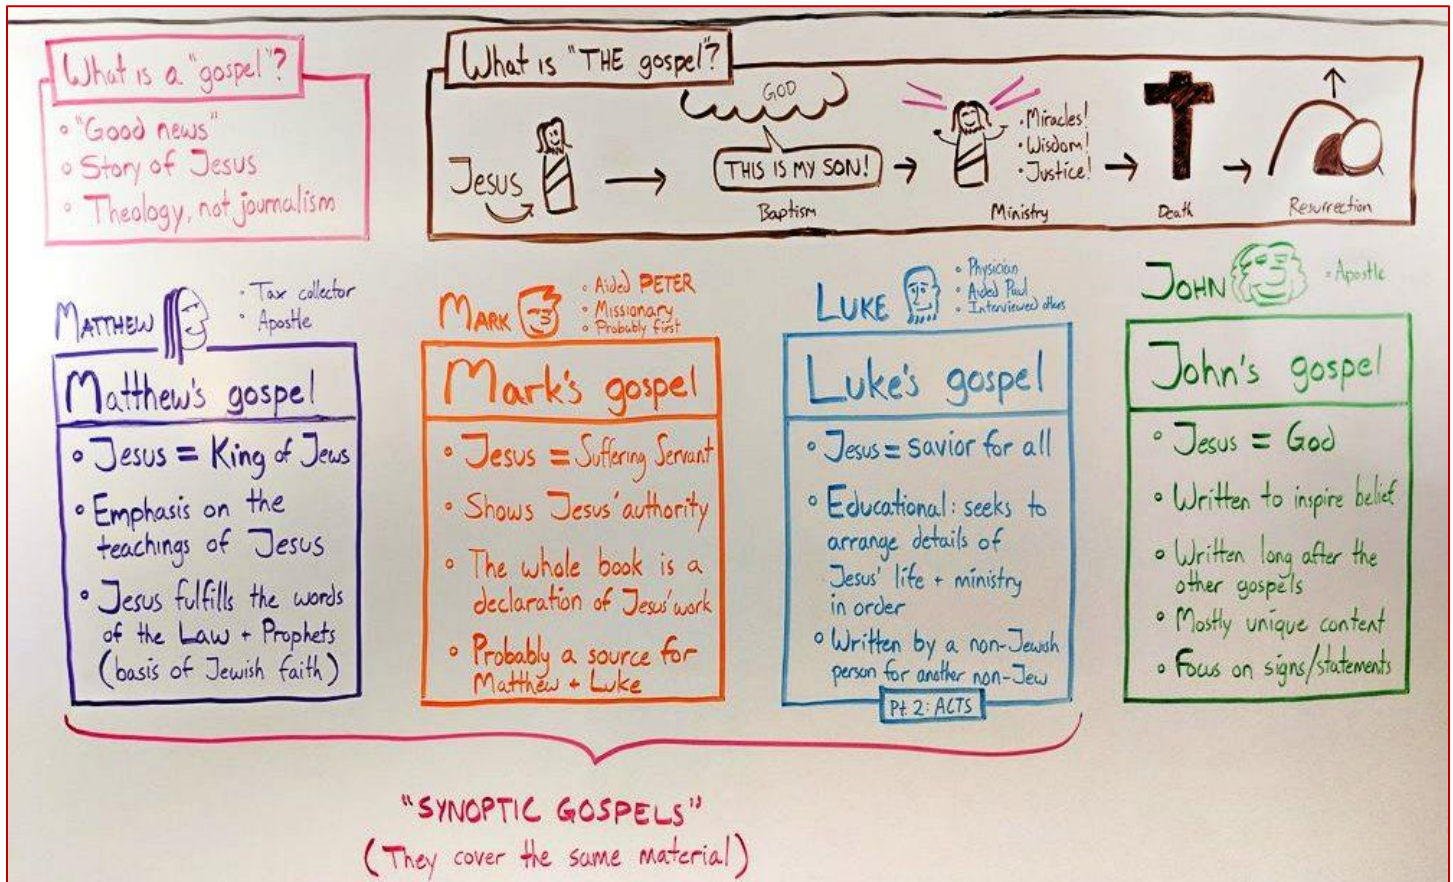 What is a "gospel"?
• "Good news"
• Story of Jesus
• Theology, not journalism
What is "THE gospel"?
Jesus
GOD
THIS IS MY SON!
Baptism
• Miracles!
• Wisdom!
• Justice!
Ministry
Death
Resurrection
MATTHEW
• Tax collector
• Apostle
Matthew's gospel
• Jesus = King of Jews
• Emphasis on the
teachings of Jesus
• Jesus fulfills the words
of the Law + Prophets
(basis of Jewish faith)
MARK
• Aided PETER
• Missionary
• Probably first
Mark's gospel
• Jesus = Suffering Servant
• Shows Jesus' authority
• The whole book is a
declaration of Jesus' work
• Probably a source for
Matthew + Luke
LUKE
• Physician
• Aided Paul
• Interviewed others
Luke's gospel
• Jesus = savior for all
• Educational: seeks to
arrange details of
Jesus' life + ministry
in order
• Written by a non-Jewish
person for another non-Jew
Pt. 2: ACTS
JOHN
• Apostle
John's gospel
• Jesus = God
• Written to inspire belief
• Written long after the
other gospels
• Mostly unique content
• Focus on signs/statements
"SYNOPTIC GOSPELS"
(They cover the same material)